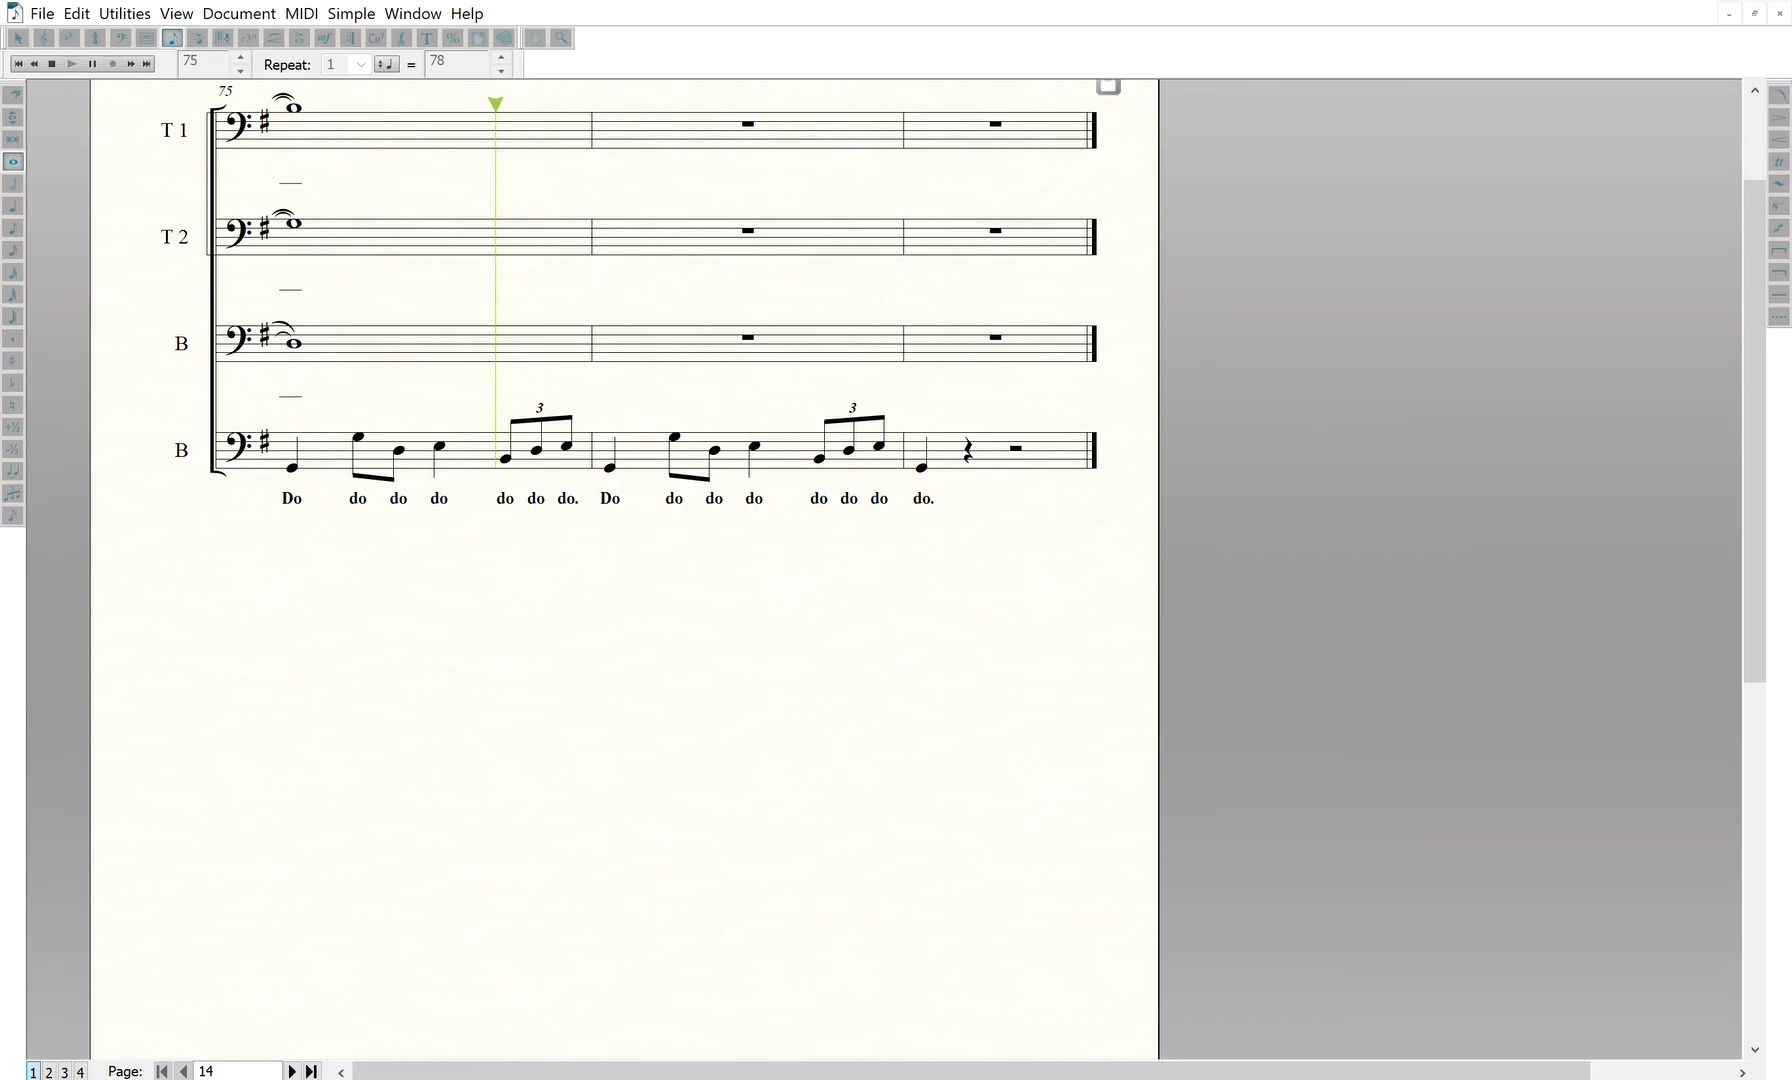 File Edit Utilities View Document MIDI Simple Window Help
75 Repeat: 1 = 78
75
T 1
T 2
B
3 3
B
Do do do do do do do. Do do do do do do do do.
1 2 3 4 Page: 14